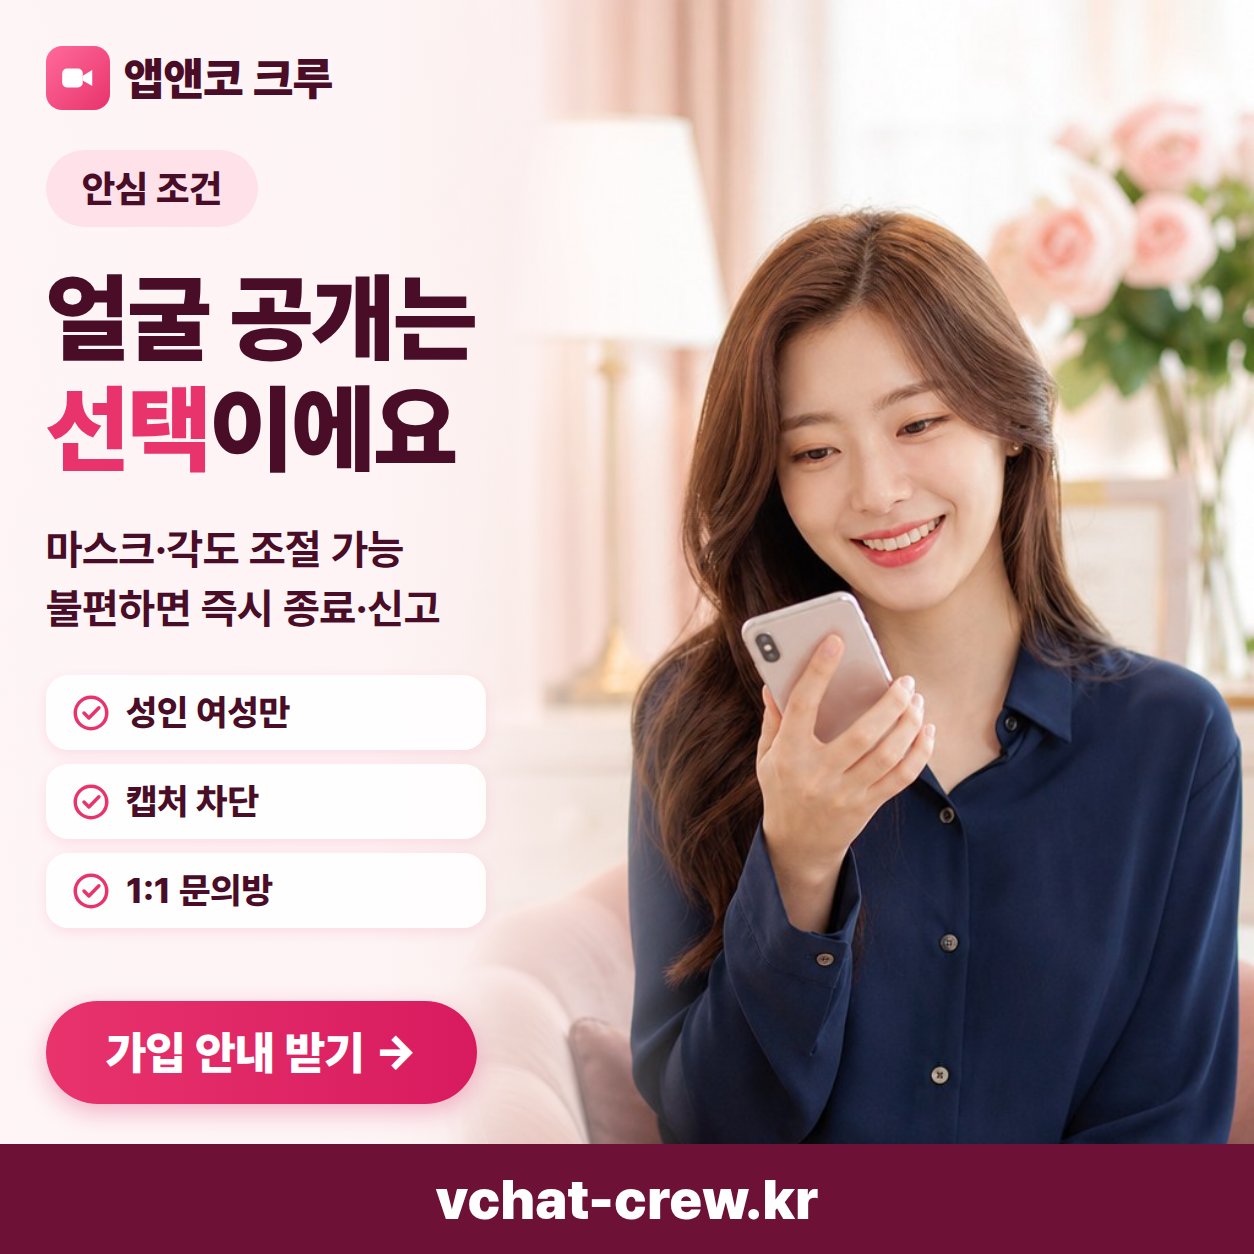 앱앤코 크루
안심 조건
얼굴 공개는
선택이에요
마스크·각도 조절 가능
불편하면 즉시 종료·신고
성인 여성만
캡처 차단
1:1 문의방
가입 안내 받기 →
vchat-crew.kr